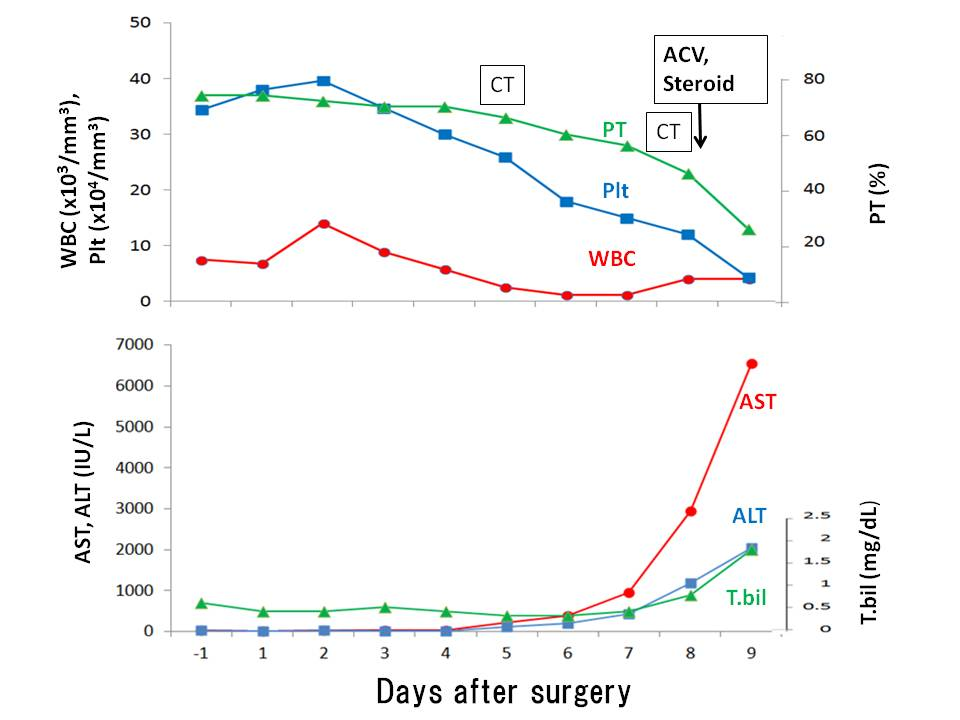 50
40
30
20
10
0
WBC (x10³/mm³),
Plt (x10⁴/mm³)
CT
ACV,
Steroid
CT
PT
Plt
WBC
80
60
40
20
PT (%)
7000
6000
5000
4000
3000
2000
1000
0
AST, ALT (IU/L)
AST
ALT
T.bil
2.5
2
1.5
1
0.5
0
T.bil (mg/dL)
-1 1 2 3 4 5 6 7 8 9
Days after surgery